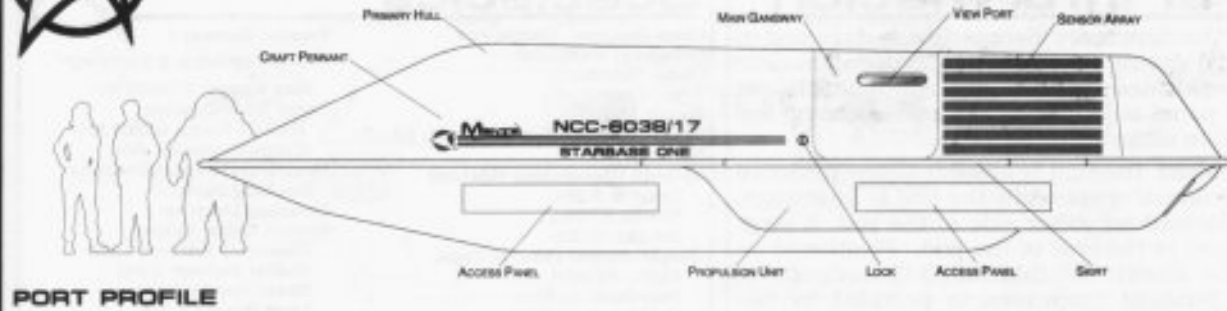 PRIMARY HULL
MAIN GANGWAY
VIEW PORT
SENSOR ARRAY
CRAFT PENNANT
NCC-6038/17
STARBASE ONE
ACCESS PANEL
PROPULSION UNIT
LOCK
ACCESS PANEL
SKIRT
PORT PROFILE